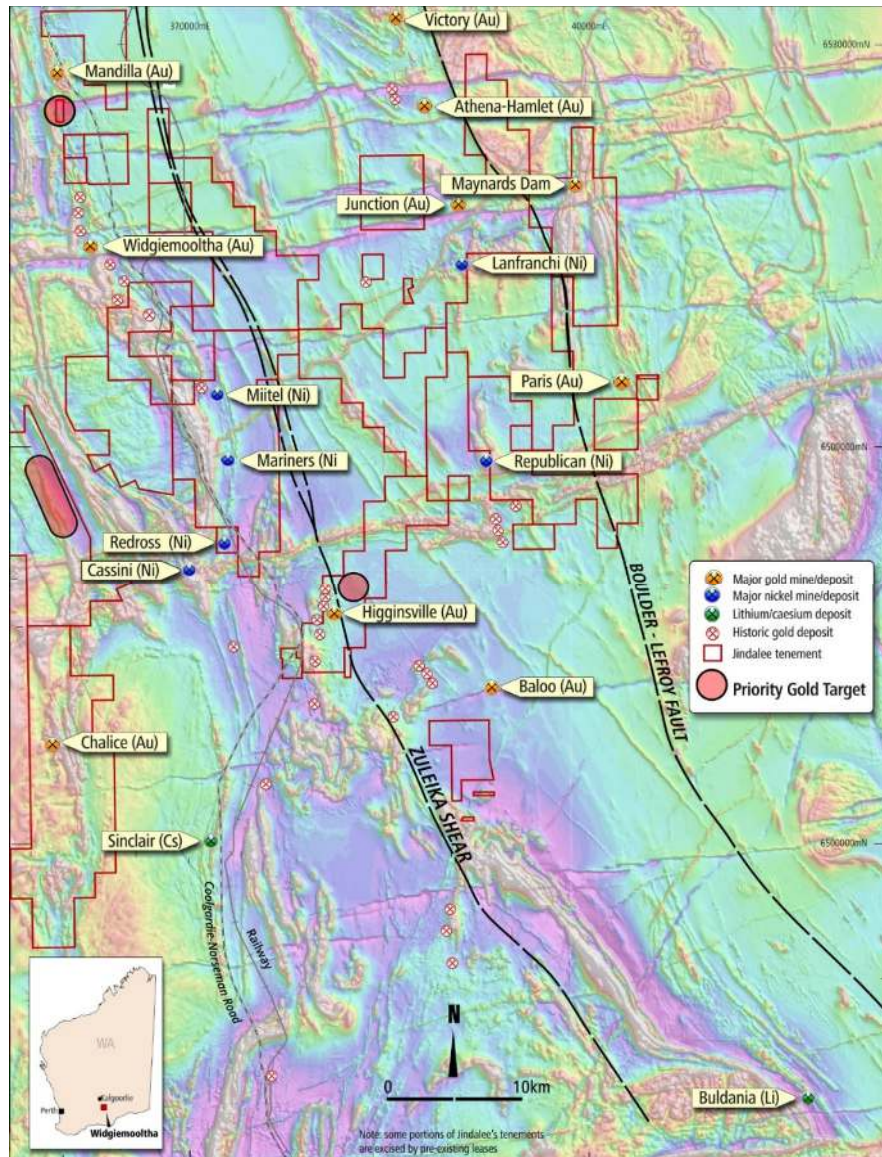 370000mE
Victory (Au)
40000mE
6530000mN
Mandilla (Au)
Athena-Hamlet (Au)
Maynards Dam
Junction (Au)
Widgiemooltha (Au)
Lanfranchi (Ni)
Paris (Au)
Miitel (Ni)
6500000mN
Mariners (Ni
Republican (Ni)
Redross (Ni)
Cassini (Ni)
Higginsville (Au)
BOULDER - LEFROY FAULT
Major gold mine/deposit
Major nickel mine/deposit
Lithium/caesium deposit
Historic gold deposit
Jindalee tenement
Priority Gold Target
Baloo (Au)
Chalice (Au)
ZULEIKA SHEAR
Sinclair (Cs)
6500000mN
Coolgardie-Norseman Road
Railway
WA
Kalgoorlie
Perth
Widgiemooltha
N
0 10km
Buldania (Li)
Note: some portions of Jindalee's tenements
are excised by pre-existing leases